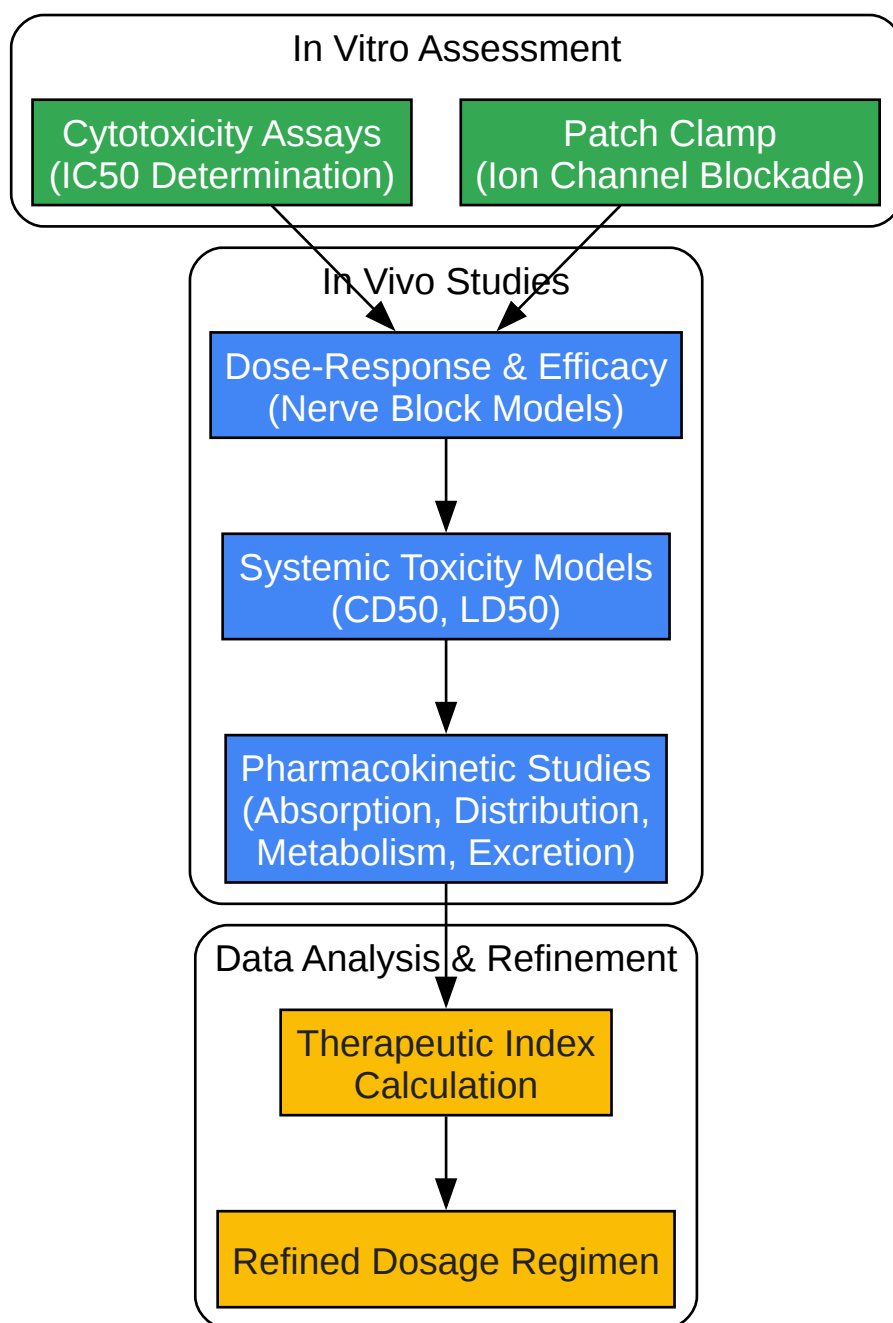 In Vitro Assessment
Cytotoxicity Assays
(IC50 Determination)
Patch Clamp
(Ion Channel Blockade)
In Vivo Studies
Dose-Response & Efficacy
(Nerve Block Models)
Systemic Toxicity Models
(CD50, LD50)
Pharmacokinetic Studies
(Absorption, Distribution,
Metabolism, Excretion)
Data Analysis & Refinement
Therapeutic Index
Calculation
Refined Dosage Regimen